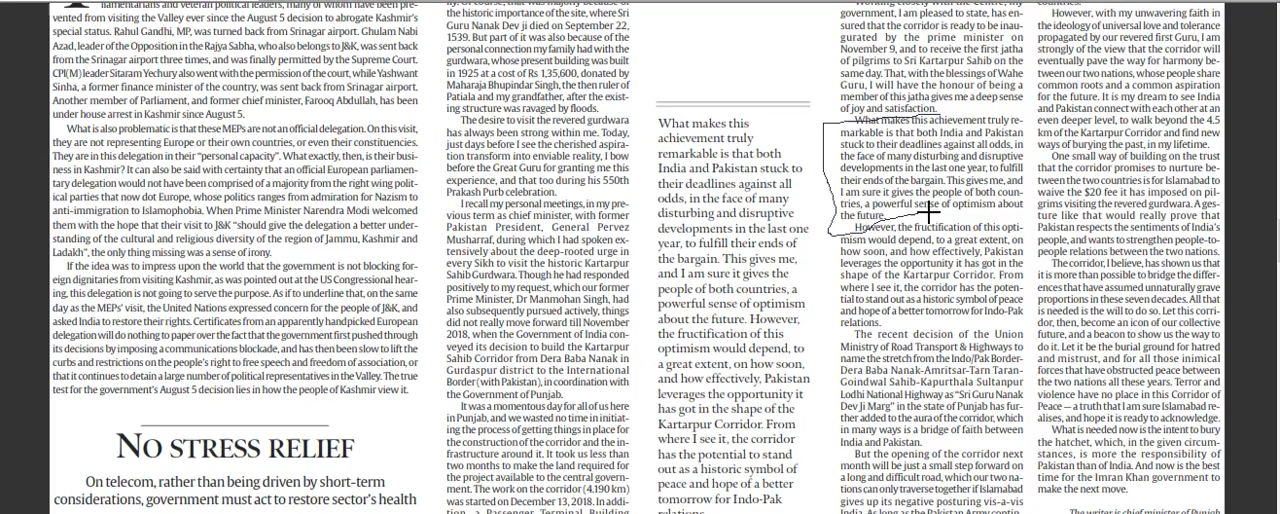 liamentarians and veteran political leaders, many of whom have been pre-
vented from visiting the Valley ever since the August 5 decision to abrogate Kashmir's
special status. Rahul Gandhi, MP, was turned back from Srinagar airport. Ghulam Nabi
Azad, leader of the Opposition in the Rajya Sabha, who also belongs to J&K, was sent back
from the Srinagar airport three times, and was finally permitted by the Supreme Court.
CPI(M) leader Sitaram Yechury also went with the permission of the court, while Yashwant
Sinha, a former finance minister of the country, was sent back from Srinagar airport.
Another member of Parliament, and former chief minister, Farooq Abdullah, has been
under house arrest in Kashmir since August 5.
What is also problematic is that these MEPs are not an official delegation. On this visit,
they are not representing Europe or their own countries, or even their constituencies.
They are in this delegation in their "personal capacity". What exactly, then, is their busi-
ness in Kashmir? It can also be said with certainty that an official European parliamen-
tary delegation would not have been comprised of a majority from the right wing polit-
ical parties that now dot Europe, whose politics ranges from admiration for Nazism to
anti-immigration to Islamophobia. When Prime Minister Narendra Modi welcomed
them with the hope that their visit to J&K "should give the delegation a better under-
standing of the cultural and religious diversity of the region of Jammu, Kashmir and
Ladakh", the only thing missing was a sense of irony.
If the idea was to impress upon the world that the government is not blocking for-
eign dignitaries from visiting Kashmir, as was pointed out at the US Congressional hear-
ing, this delegation is not going to serve the purpose. As if to underline that, on the same
day as the MEPs' visit, the United Nations expressed concern for the people of J&K, and
asked India to restore their rights. Certificates from an apparently handpicked European
delegation will do nothing to paper over the fact that the government first pushed through
its decisions by imposing a communications blockade, and has then been slow to lift the
curbs and restrictions on the people's right to free speech and freedom of association, or
that it continues to detain a large number of political representatives in the Valley. The true
test for the government's August 5 decision lies in how the people of Kashmir view it.
NO STRESS RELIEF
On telecom, rather than being driven by short-term
considerations, government must act to restore sector's health
ity. Of course, that was majorly because of
the historic importance of the site, where Sri
Guru Nanak Dev ji died on September 22,
1539. But part of it was also because of the
personal connection my family had with the
gurdwara, whose present building was built
in 1925 at a cost of Rs 1,35,600, donated by
Maharaja Bhupindar Singh, the then ruler of
Patiala and my grandfather, after the exist-
ing structure was ravaged by floods.
The desire to visit the revered gurdwara
has always been strong within me. Today,
just days before I see the cherished aspira-
tion transform into enviable reality, I bow
before the Great Guru for granting me this
experience, and that too during his 550th
Prakash Purb celebration.
I recall my personal meetings, in my pre-
vious term as chief minister, with former
Pakistan President, General Pervez
Musharraf, during which I had spoken ex-
tensively about the deep-rooted urge in
every Sikh to visit the historic Kartarpur
Sahib Gurdwara. Though he had responded
positively to my request, which our former
Prime Minister, Dr Manmohan Singh, had
also subsequently pursued actively, things
did not really move forward till November
2018, when the Government of India con-
veyed its decision to build the Kartarpur
Sahib Corridor from Dera Baba Nanak in
Gurdaspur district to the International
Border (with Pakistan), in coordination with
the Government of Punjab.
It was a momentous day for all of us here
in Punjab, and we wasted no time in initiat-
ing the process of getting things in place for
the construction of the corridor and the in-
frastructure around it. It took us less than
two months to make the land required for
the project available to the central govern-
ment. The work on the corridor (4.190 km)
was started on December 13, 2018. In addi-
tion, a Passenger Terminal Building
What makes this
achievement truly
remarkable is that both
India and Pakistan stuck to
their deadlines against all
odds, in the face of many
disturbing and disruptive
developments in the last one
year, to fulfill their ends of
the bargain. This gives me,
and I am sure it gives the
people of both countries, a
powerful sense of optimism
about the future. However,
the fructification of this
optimism would depend, to
a great extent, on how soon,
and how effectively, Pakistan
leverages the opportunity it
has got in the shape of the
Kartarpur Corridor. From
where I see it, the corridor
has the potential to stand
out as a historic symbol of
peace and hope of a better
tomorrow for Indo-Pak
relations.
Working closely with the Centre, my
government, I am pleased to state, has en-
sured that the corridor is ready to be inau-
gurated by the prime minister on
November 9, and to receive the first jatha
of pilgrims to Sri Kartarpur Sahib on the
same day. That, with the blessings of Wahe
Guru, I will have the honour of being a
member of this jatha gives me a deep sense
of joy and satisfaction.
What makes this achievement truly re-
markable is that both India and Pakistan
stuck to their deadlines against all odds, in
the face of many disturbing and disruptive
developments in the last one year, to fulfill
their ends of the bargain. This gives me, and
I am sure it gives the people of both coun-
tries, a powerful sense of optimism about
the future.
However, the fructification of this opti-
mism would depend, to a great extent, on
how soon, and how effectively, Pakistan
leverages the opportunity it has got in the
shape of the Kartarpur Corridor. From
where I see it, the corridor has the poten-
tial to stand out as a historic symbol of peace
and hope of a better tomorrow for Indo-Pak
relations.
The recent decision of the Union
Ministry of Road Transport & Highways to
name the stretch from the Indo/Pak Border-
Dera Baba Nanak-Amritsar-Tarn Taran-
Goindwal Sahib-Kapurthala Sultanpur
Lodhi National Highway as "Sri Guru Nanak
Dev Ji Marg" in the state of Punjab has fur-
ther added to the aura of the corridor, which
in many ways is a bridge of faith between
India and Pakistan.
But the opening of the corridor next
month will be just a small step forward on
a long and difficult road, which our two na-
tions can only traverse together if Islamabad
gives up its negative posturing vis-a-vis
India. As long as the Pakistan Army contin-
countries.
However, with my unwavering faith in
the ideology of universal love and tolerance
propagated by our revered first Guru, I am
strongly of the view that the corridor will
eventually pave the way for harmony be-
tween our two nations, whose people share
common roots and a common aspiration
for the future. It is my dream to see India
and Pakistan connect with each other at an
even deeper level, to walk beyond the 4.5
km of the Kartarpur Corridor and find new
ways of burying the past, in my lifetime.
One small way of building on the trust
that the corridor promises to nurture be-
tween the two countries is for Islamabad to
waive the $20 fee it has imposed on pil-
grims visiting the revered gurdwara. A ges-
ture like that would really prove that
Pakistan respects the sentiments of India's
people, and wants to strengthen people-to-
people relations between the two nations.
The corridor, I believe, has shown us that
it is more than possible to bridge the differ-
ences that have assumed unnaturally grave
proportions in these seven decades. All that
is needed is the will to do so. Let this corri-
dor, then, become an icon of our collective
future, and a beacon to show us the way to
do it. Let it be the burial ground for hatred
and mistrust, and for all those inimical
forces that have obstructed peace between
the two nations all these years. Terror and
violence have no place in this Corridor of
Peace — a truth that I am sure Islamabad re-
alises, and hope it is ready to acknowledge.
What is needed now is the intent to bury
the hatchet, which, in the given circum-
stances, is more the responsibility of
Pakistan than of India. And now is the best
time for the Imran Khan government to
make the next move.
The writer is chief minister of Punjab